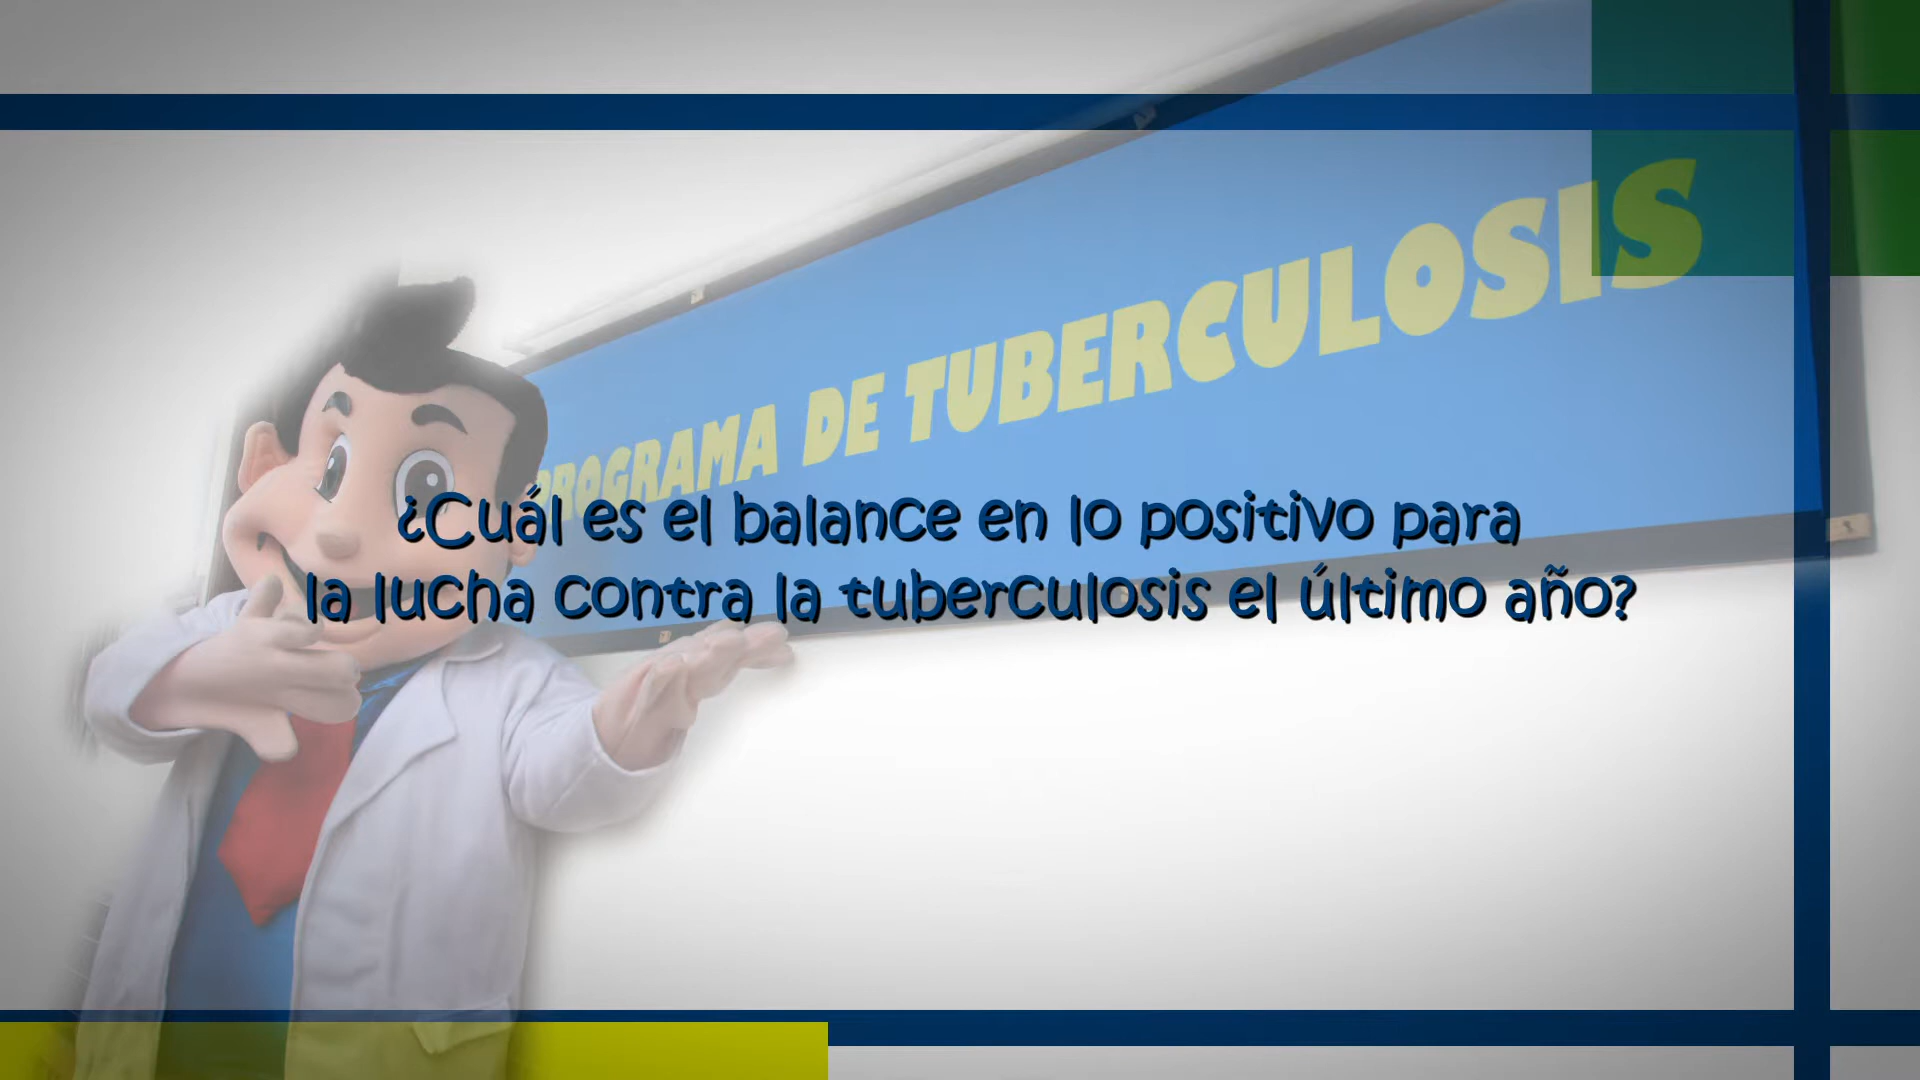 PROGRAMA DE TUBERCULOSIS
¿Cuál es el balance en lo positivo para
la lucha contra la tuberculosis el último año?